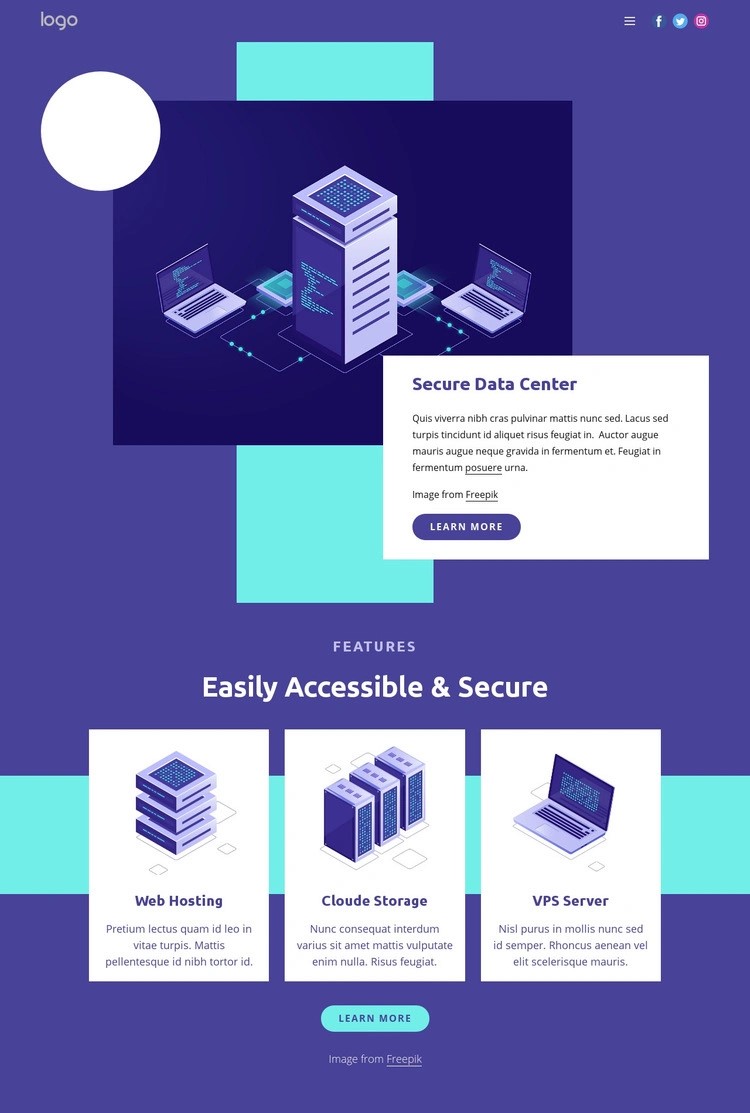 logo
Secure Data Center
Quis viverra nibh cras pulvinar mattis nunc sed. Lacus sed
turpis tincidunt id aliquet risus feugiat in.  Auctor augue
mauris augue neque gravida in fermentum et. Feugiat in
fermentum posuere urna.
Image from Freepik
LEARN MORE
FEATURES
Easily Accessible & Secure
Web Hosting
Pretium lectus quam id leo in
vitae turpis. Mattis
pellentesque id nibh tortor id.
Cloude Storage
Nunc consequat interdum
varius sit amet mattis vulputate
enim nulla. Risus feugiat.
VPS Server
Nisl purus in mollis nunc sed
id semper. Rhoncus aenean vel
elit scelerisque mauris.
LEARN MORE
Image from Freepik